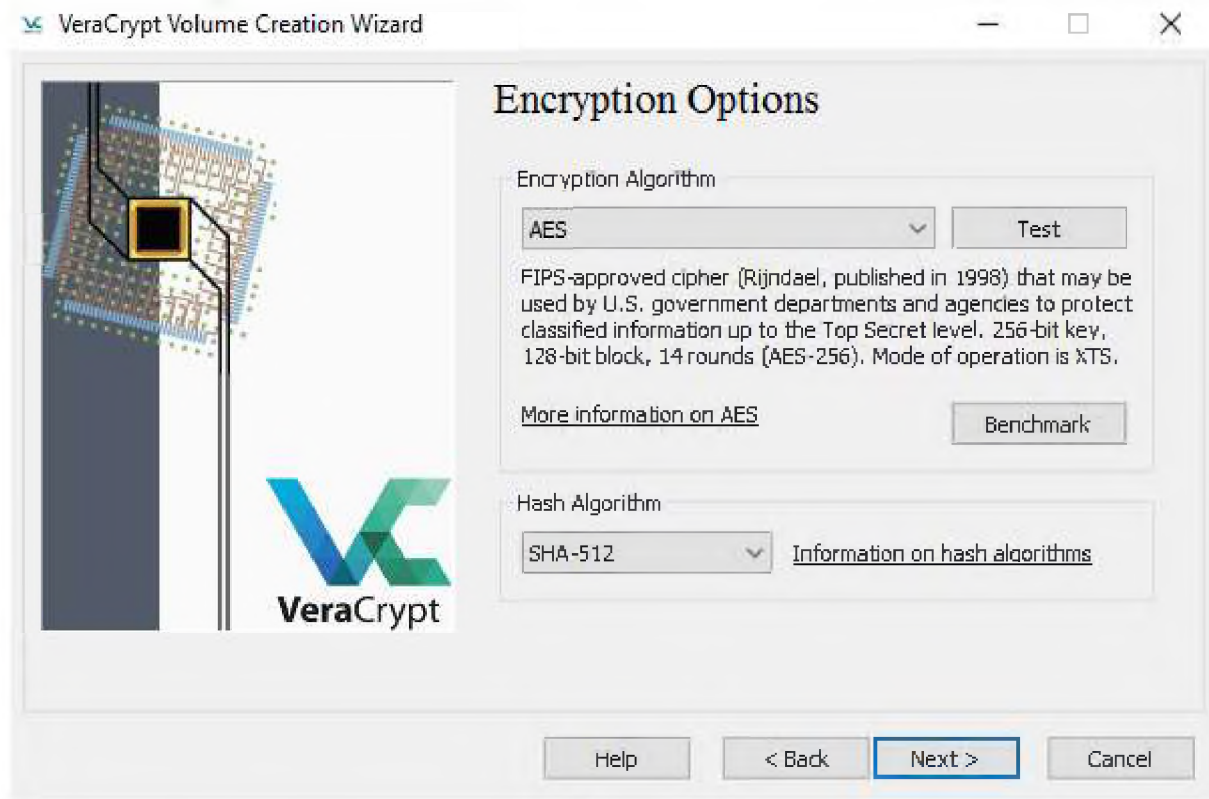 VeraCrypt Volume Creation Wizard
Encryption Options
Encryption Algorithm
AES
Test
FIPS-approved cipher (Rijndael, published in 1998) that may be
used by U.S. government departments and agencies to protect
classified information up to the Top Secret level. 256-bit key,
128-bit block, 14 rounds (AES-256). Mode of operation is XTS.
More information on AES
Benchmark
Hash Algorithm
SHA-512
Information on hash algorithms
VeraCrypt
Help
< Back
Next >
Cancel